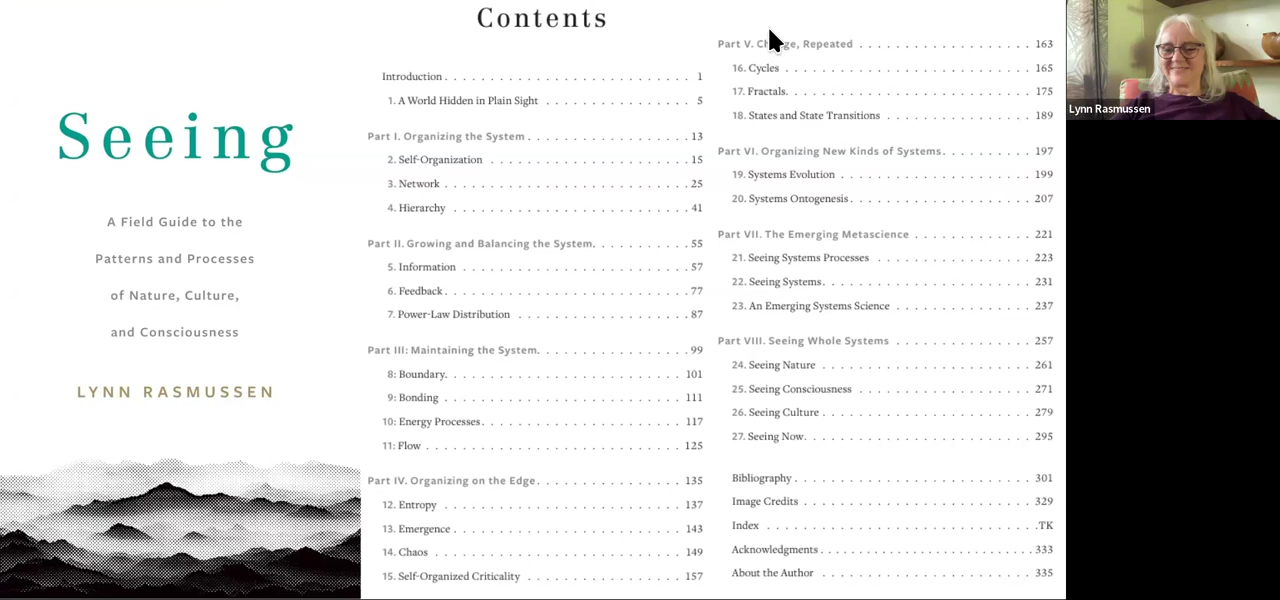 Seeing
A Field Guide to the
Patterns and Processes
of Nature, Culture,
and Consciousness
LYNN RASMUSSEN
Contents
Introduction . . . . . . . . . . 1
1. A World Hidden in Plain Sight . . . . . . . . . . 5
Part I. Organizing the System . . . . . . . . . . 13
2. Self-Organization . . . . . . . . . . 15
3. Network . . . . . . . . . . 25
4. Hierarchy . . . . . . . . . . 41
Part II. Growing and Balancing the System. . . . . . . . . . 55
5. Information . . . . . . . . . . 57
6. Feedback . . . . . . . . . . 77
7. Power-Law Distribution . . . . . . . . . . 87
Part III: Maintaining the System. . . . . . . . . . 99
8: Boundary. . . . . . . . . . 101
9: Bonding . . . . . . . . . . 111
10: Energy Processes . . . . . . . . . . 117
11: Flow . . . . . . . . . . 125
Part IV. Organizing on the Edge . . . . . . . . . . 135
12. Entropy . . . . . . . . . . 137
13. Emergence . . . . . . . . . . 143
14. Chaos . . . . . . . . . . 149
15. Self-Organized Criticality . . . . . . . . . . 157
Part V. Change, Repeated . . . . . . . . . . 163
16. Cycles . . . . . . . . . . 165
17. Fractals. . . . . . . . . . 175
18. States and State Transitions . . . . . . . . . . 189
Part VI. Organizing New Kinds of Systems . . . . . . . . . . 197
19. Systems Evolution . . . . . . . . . . 199
20. Systems Ontogenesis . . . . . . . . . . 207
Part VII. The Emerging Metascience . . . . . . . . . . 221
21. Seeing Systems Processes . . . . . . . . . . 223
22. Seeing Systems . . . . . . . . . . 231
23. An Emerging Systems Science . . . . . . . . . . 237
Part VIII. Seeing Whole Systems . . . . . . . . . . 257
24. Seeing Nature . . . . . . . . . . 261
25. Seeing Consciousness . . . . . . . . . . 271
26. Seeing Culture . . . . . . . . . . 279
27. Seeing Now. . . . . . . . . . 295
Bibliography . . . . . . . . . . 301
Image Credits . . . . . . . . . . 329
Index . . . . . . . . . . .TK
Acknowledgments . . . . . . . . . . 333
About the Author . . . . . . . . . . 335
Lynn Rasmussen